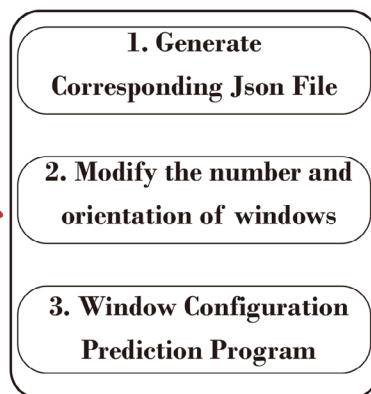 1. Generate
Corresponding Json File
2. Modify the number and
orientation of windows
3. Window Configuration
Prediction Program